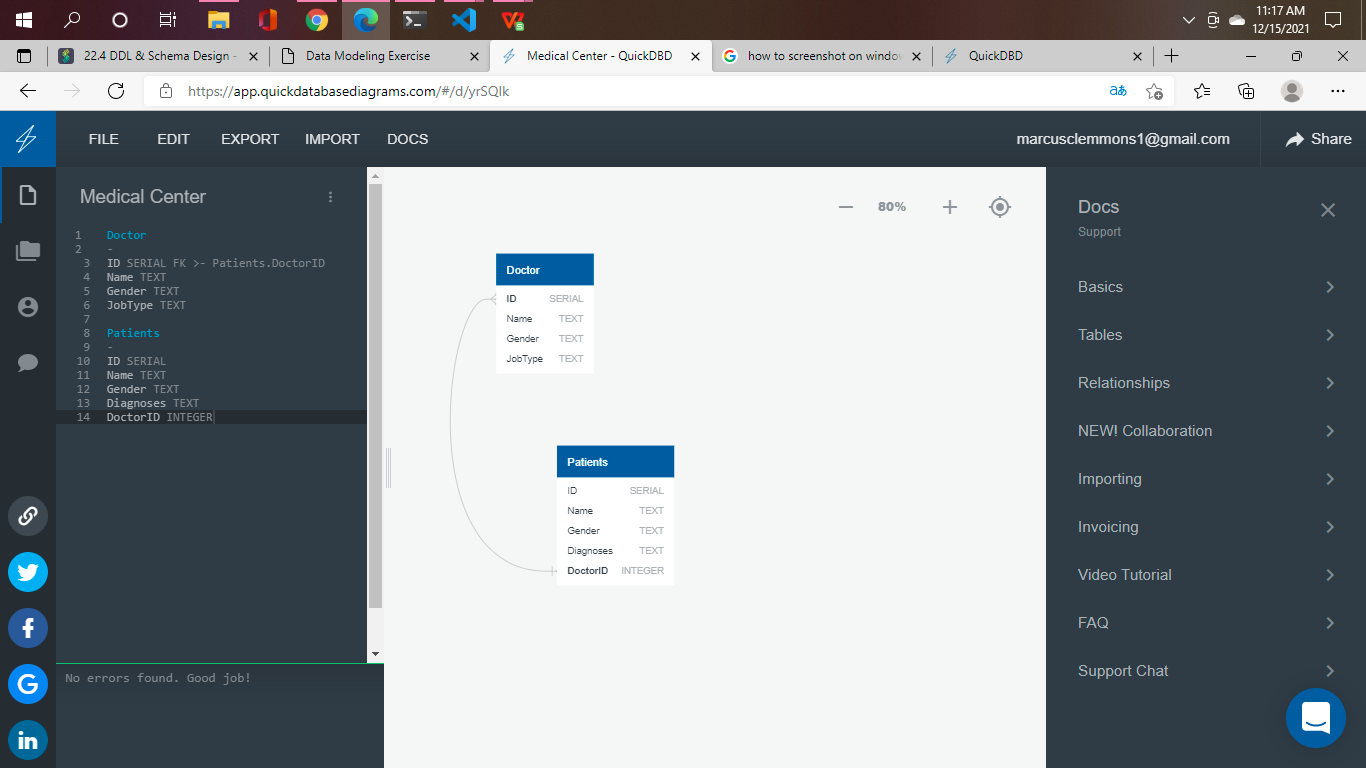 11:17 AM
12/15/2021
22.4 DDL & Schema Design -
Data Modeling Exercise
Medical Center - QuickDBD
how to screenshot on window
QuickDBD
https://app.quickdatabasediagrams.com/#/d/yrSQlk
FILE EDIT EXPORT IMPORT DOCS
marcusclemmons1@gmail.com
Share
Medical Center
1 Doctor
2 -
3 ID SERIAL FK >- Patients.DoctorID
4 Name TEXT
5 Gender TEXT
6 JobType TEXT
7
8 Patients
9 -
10 ID SERIAL
11 Name TEXT
12 Gender TEXT
13 Diagnoses TEXT
14 DoctorID INTEGER
No errors found. Good job!
80%
Doctor
ID SERIAL
Name TEXT
Gender TEXT
JobType TEXT
Patients
ID SERIAL
Name TEXT
Gender TEXT
Diagnoses TEXT
DoctorID INTEGER
Docs
Support
Basics
Tables
Relationships
NEW! Collaboration
Importing
Invoicing
Video Tutorial
FAQ
Support Chat